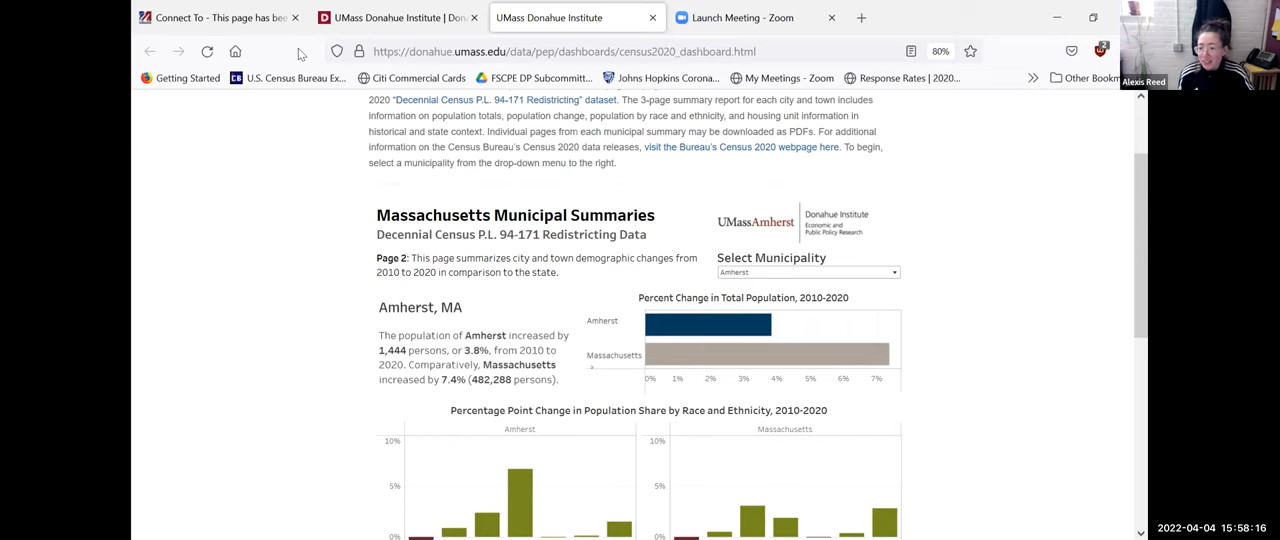 Connect To - This page has bee
UMass Donahue Institute | Don
UMass Donahue Institute
Launch Meeting - Zoom
https://donahue.umass.edu/data/pep/dashboards/census2020_dashboard.html
80%
2
Getting Started
U.S. Census Bureau Ex...
Citi Commercial Cards
FSCPE DP Subcommitt...
Johns Hopkins Corona...
My Meetings - Zoom
Response Rates | 2020...
Other Bookm
Alexis Reed
2020 “Decennial Census P.L. 94-171 Redistricting” dataset. The 3-page summary report for each city and town includes
information on population totals, population change, population by race and ethnicity, and housing unit information in
historical and state context. Individual pages from each municipal summary may be downloaded as PDFs. For additional
information on the Census Bureau's Census 2020 data releases, visit the Bureau's Census 2020 webpage here. To begin,
select a municipality from the drop-down menu to the right.
Massachusetts Municipal Summaries
Decennial Census P.L. 94-171 Redistricting Data
UMassAmherst
Donahue Institute
Economic and
Public Policy Research
Page 2: This page summarizes city and town demographic changes from
2010 to 2020 in comparison to the state.
Select Municipality
Amherst
Amherst, MA
The population of Amherst increased by
1,444 persons, or 3.8%, from 2010 to
2020. Comparatively, Massachusetts
increased by 7.4% (482,288 persons).
Percent Change in Total Population, 2010-2020
Amherst
Massachusetts
0% 1% 2% 3% 4% 5% 6% 7%
Percentage Point Change in Population Share by Race and Ethnicity, 2010-2020
Amherst
Massachusetts
10%
5%
0%
10%
5%
0%
2022-04-04 15:58:16